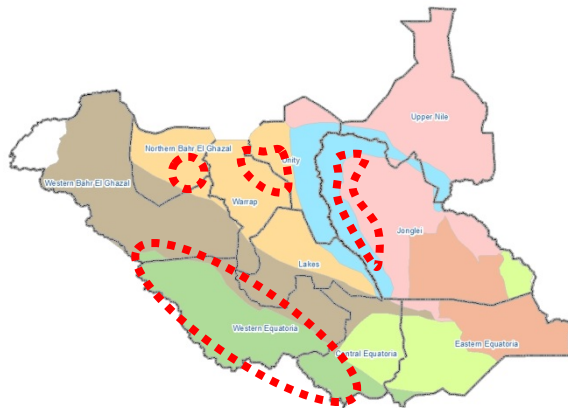 Upper Nile
Northern Bahr El Ghazal
Unity
Western Bahr El Ghazal
Warrap
Jonglei
Lakes
Western Equatoria
Eastern Equatoria
Central Equatoria